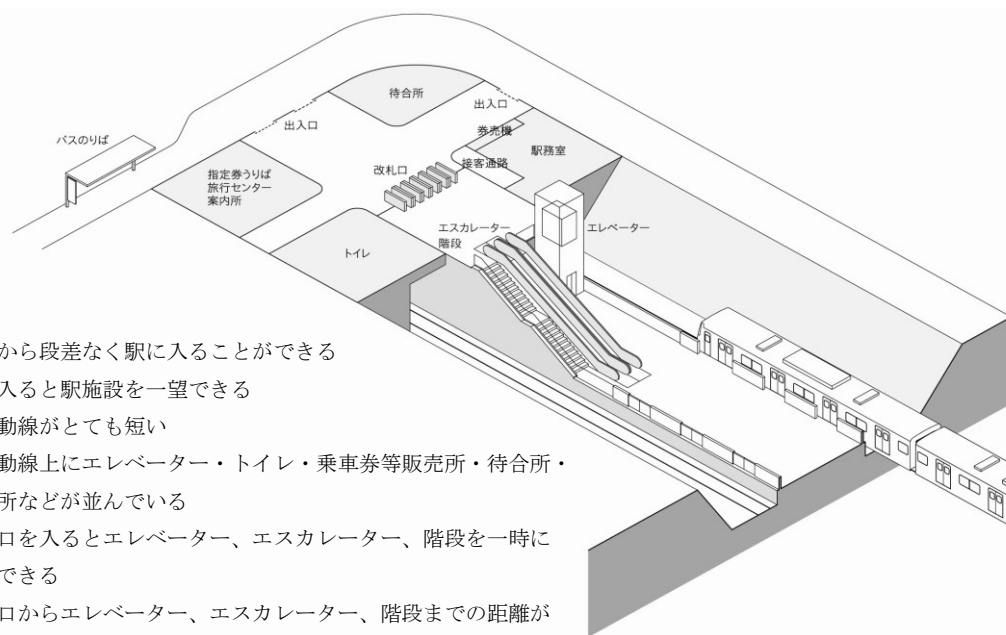 待合所
出入口
出入口
バスのりば
券売機
駅務室
接客通路
改札口
指定券うりば
旅行センター
案内所
エスカレーター
階段
エレベーター
トイレ
から段差なく駅に入ることができる
入ると駅施設を一望できる
動線がとても短い
動線上にエレベーター・トイレ・乗車券等販売所・待合所・
所などが並んでいる
口を入るとエレベーター、エスカレーター、階段を一時に
できる
口からエレベーター、エスカレーター、階段までの距離が